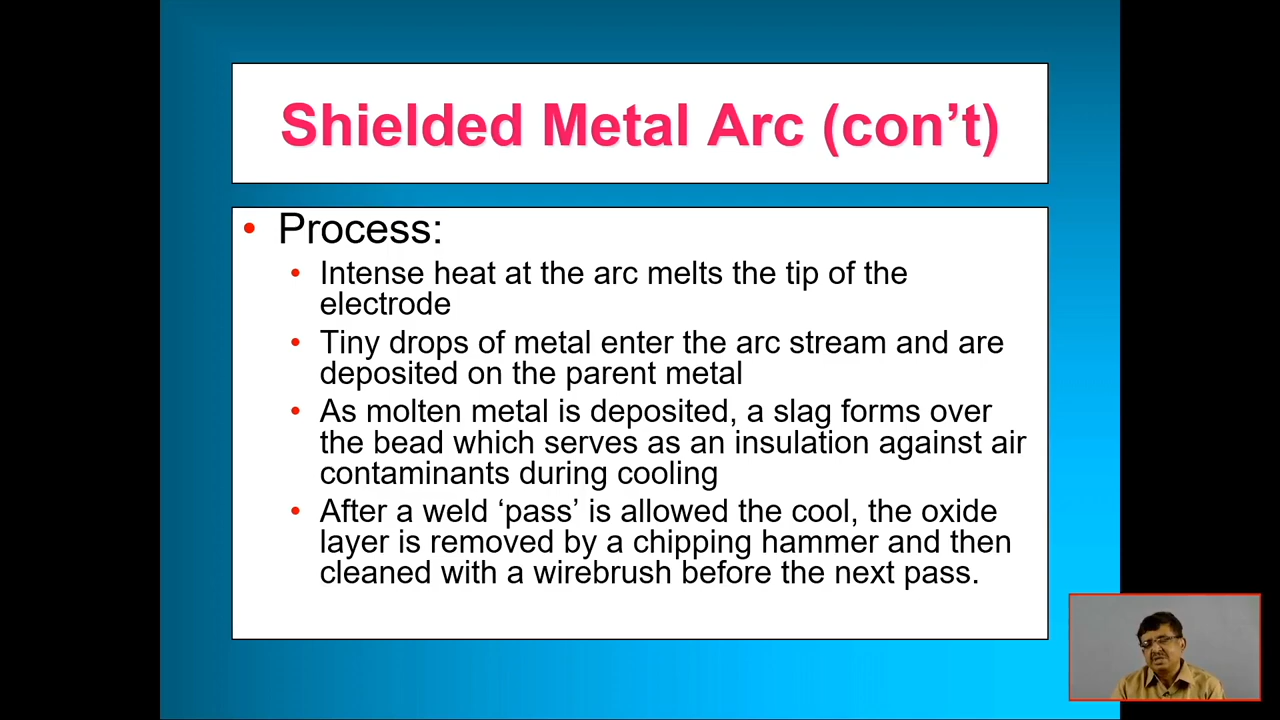 Shielded Metal Arc (con’t)
• Process:
• Intense heat at the arc melts the tip of the
electrode
• Tiny drops of metal enter the arc stream and are
deposited on the parent metal
• As molten metal is deposited, a slag forms over
the bead which serves as an insulation against air
contaminants during cooling
• After a weld ‘pass’ is allowed the cool, the oxide
layer is removed by a chipping hammer and then
cleaned with a wirebrush before the next pass.